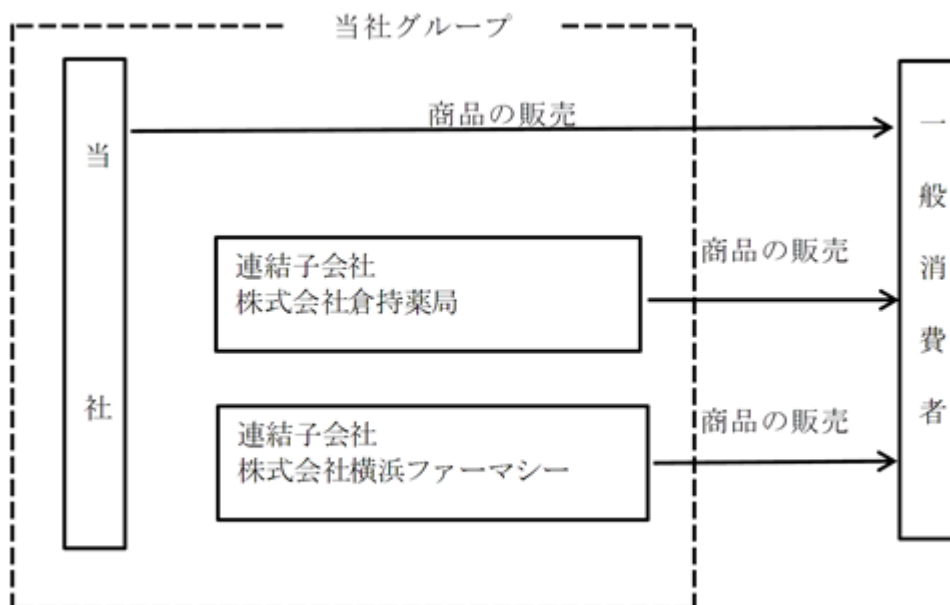 当社グループ
当社
商品の販売
一般消費者
連結子会社
株式会社倉持薬局
商品の販売
連結子会社
株式会社横浜ファーマシー
商品の販売